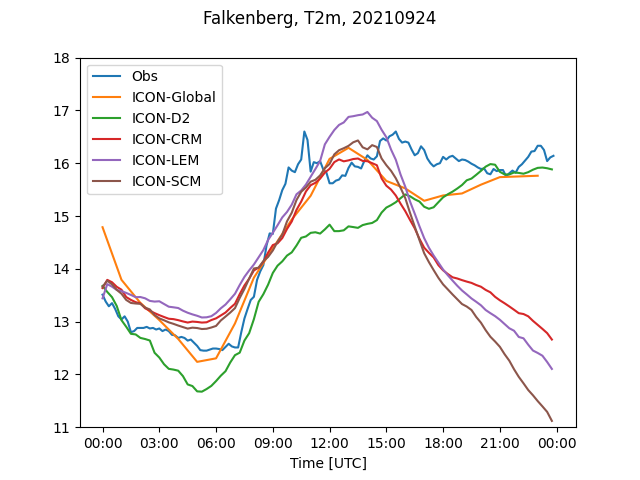 Falkenberg, T2m, 20210924
18
17
16
15
14
13
12
11
Obs
ICON-Global
ICON-D2
ICON-CRM
ICON-LEM
ICON-SCM
00:00 03:00 06:00 09:00 12:00 15:00 18:00 21:00 00:00
Time [UTC]